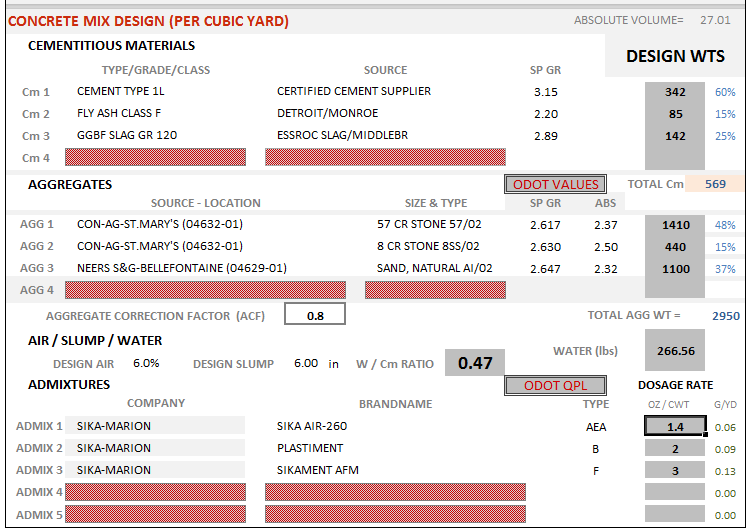 CONCRETE MIX DESIGN (PER CUBIC YARD) ABSOLUTE VOLUME= 27.01
CEMENTITIOUS MATERIALS DESIGN WTS
TYPE/GRADE/CLASS SOURCE SP GR
Cm 1 CEMENT TYPE 1L CERTIFIED CEMENT SUPPLIER 3.15 342 60%
Cm 2 FLY ASH CLASS F DETROIT/MONROE 2.20 85 15%
Cm 3 GGBF SLAG GR 120 ESSROC SLAG/MIDDLEBR 2.89 142 25%
Cm 4
AGGREGATES ODOT VALUES TOTAL Cm 569
SOURCE - LOCATION SIZE & TYPE SP GR ABS
AGG 1 CON-AG-ST.MARY'S (04632-01) 57 CR STONE 57/02 2.617 2.37 1410 48%
AGG 2 CON-AG-ST.MARY'S (04632-01) 8 CR STONE 8SS/02 2.630 2.50 440 15%
AGG 3 NEERS S&G-BELLEFONTAINE (04629-01) SAND, NATURAL AI/02 2.647 2.32 1100 37%
AGG 4
AGGREGATE CORRECTION FACTOR (ACF) 0.8 TOTAL AGG WT = 2950
AIR / SLUMP / WATER
DESIGN AIR 6.0% DESIGN SLUMP 6.00 in W / Cm RATIO 0.47 WATER (lbs) 266.56
ADMIXTURES ODOT QPL DOSAGE RATE
COMPANY BRANDNAME TYPE OZ / CWT G/YD
ADMIX 1 SIKA-MARION SIKA AIR-260 AEA 1.4 0.06
ADMIX 2 SIKA-MARION PLASTIMENT B 2 0.09
ADMIX 3 SIKA-MARION SIKAMENT AFM F 3 0.13
ADMIX 4 0.00
ADMIX 5 0.00